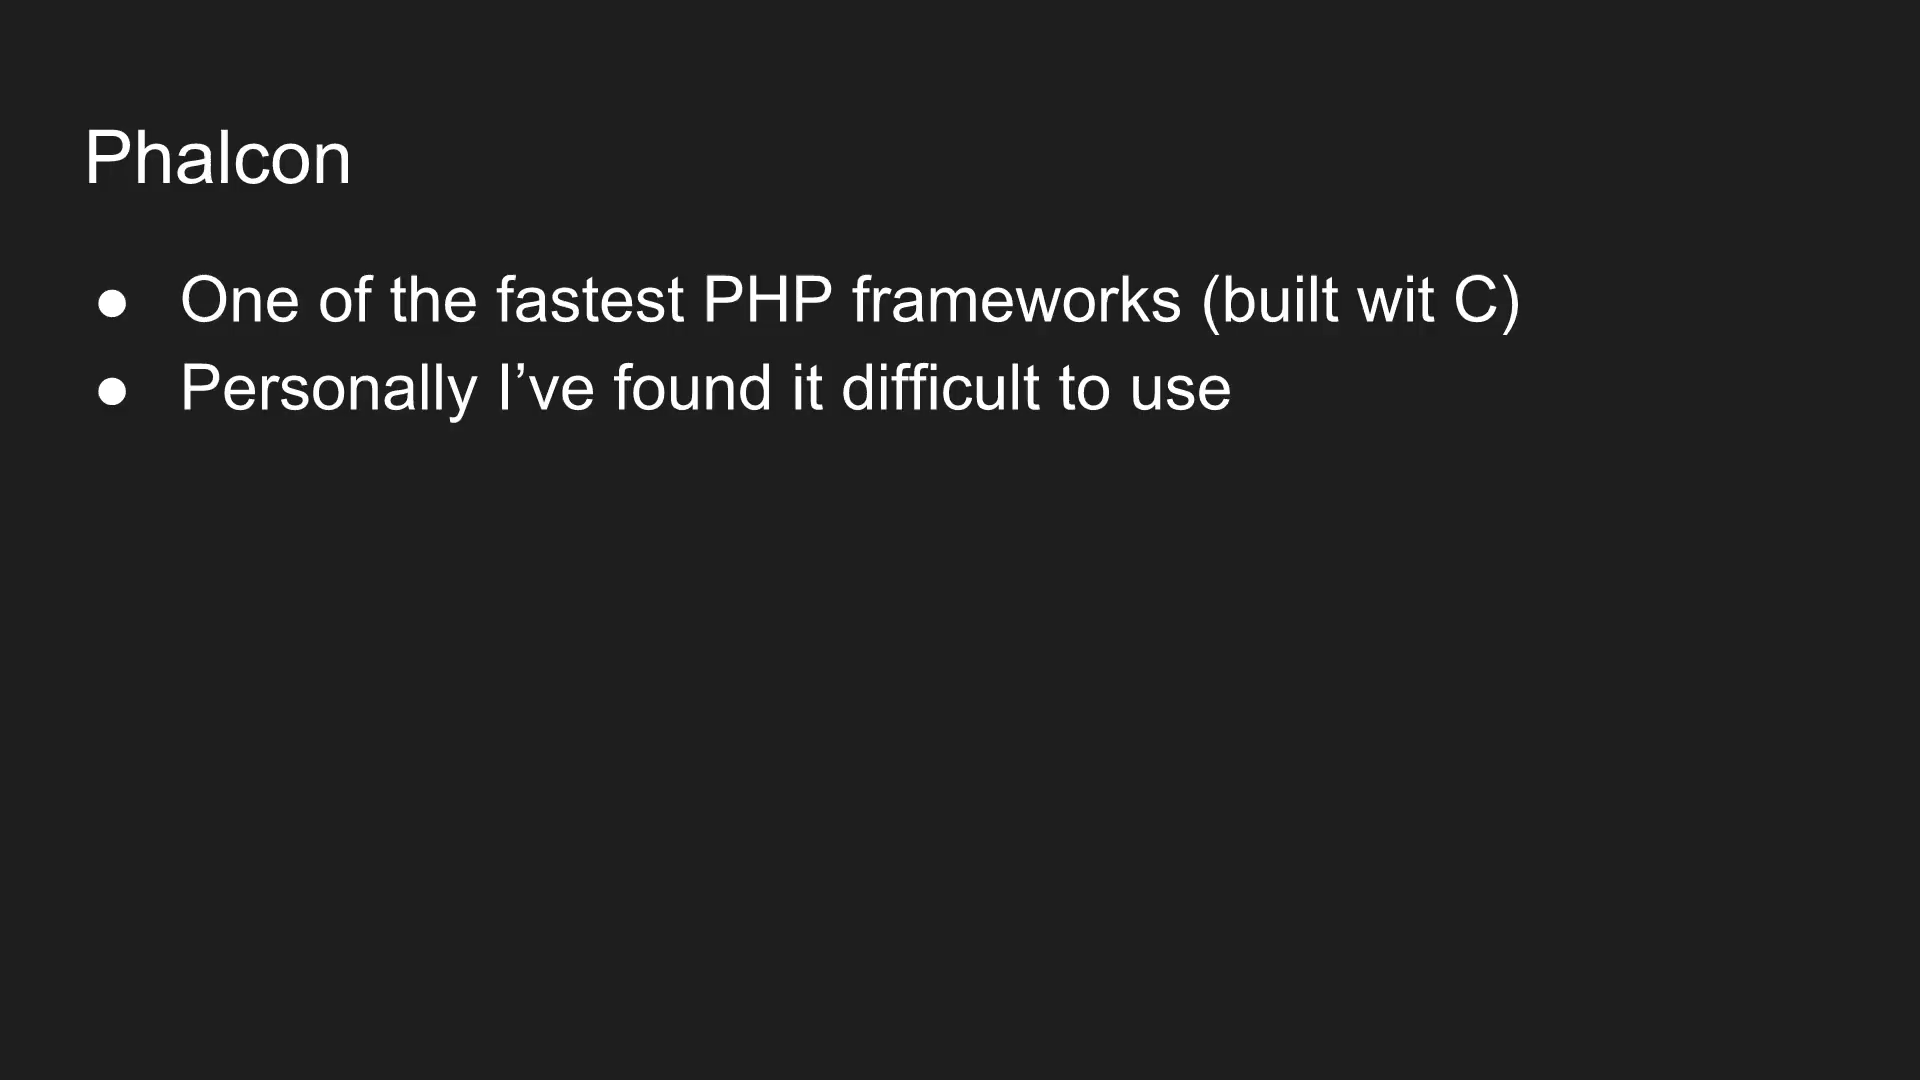 Phalcon
● One of the fastest PHP frameworks (built wit C)
● Personally I’ve found it difficult to use